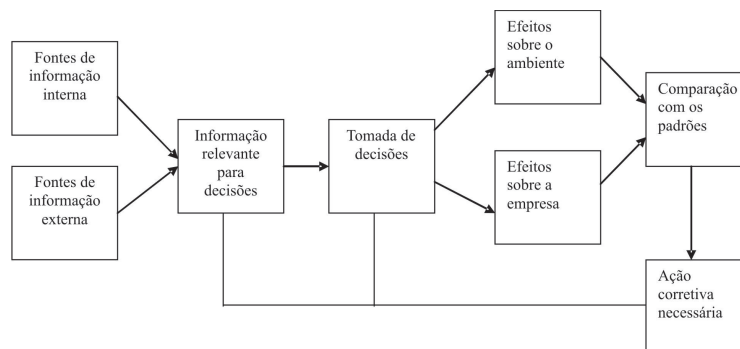 Fontes de
informação
interna
Fontes de
informação
externa
Informação
relevante
para
decisões
Tomada de
decisões
Efeitos
sobre o
ambiente
Efeitos
sobre a
empresa
Comparação
com os
padrões
Ação
corretiva
necessária